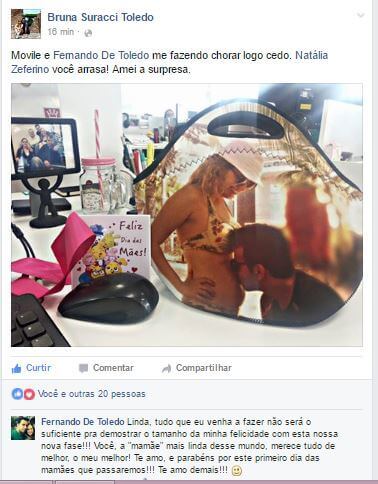 Bruna Suracci Toledo
16 min ·
Movile e Fernando De Toledo me fazendo chorar logo cedo. Natália
Zeferino você arrasa! Amei a surpresa.
Feliz
Dia das
Mães!
Curtir
Comentar
Compartilhar
Você e outras 20 pessoas
Fernando De Toledo Linda, tudo que eu venha a fazer não será o
suficiente pra demostrar o tamanho da minha felicidade com esta nossa
nova fase!!! Você, a "mamãe" mais linda desse mundo, merece tudo de
melhor, o meu melhor! Te amo, e parabéns por este primeiro dia das
mamães que passaremos!!! Te amo demais!!!